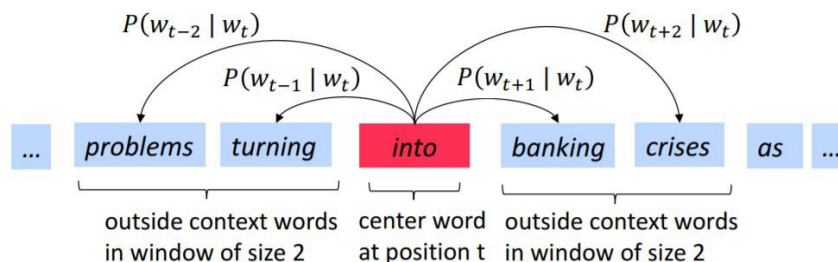 P(w_{t-2} | w_t) P(w_{t+2} | w_t)
P(w_{t-1} | w_t) P(w_{t+1} | w_t)
... problems turning into banking crises as ...
outside context words center word outside context words
in window of size 2 at position t in window of size 2